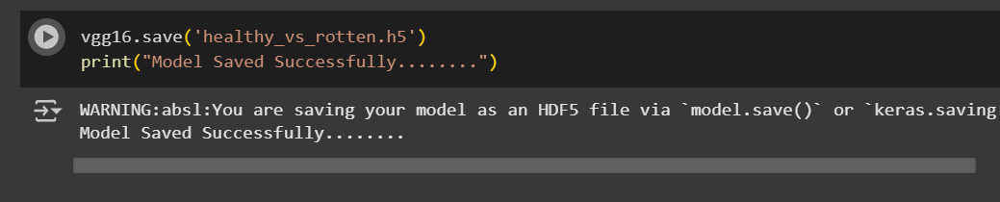 vgg16.save('healthy_vs_rotten.h5')
print("Model Saved Successfully........")
WARNING:absl:You are saving your model as an HDF5 file via `model.save()` or `keras.saving
Model Saved Successfully........